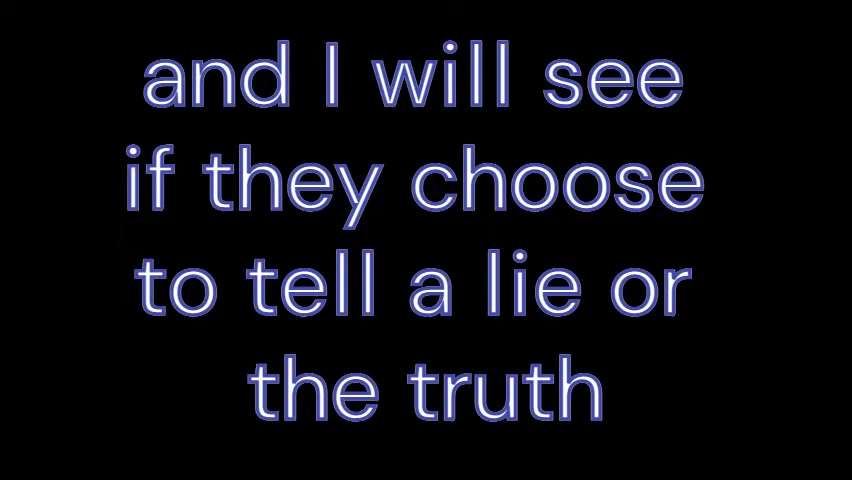 and I will see
if they choose
to tell a lie or
the truth